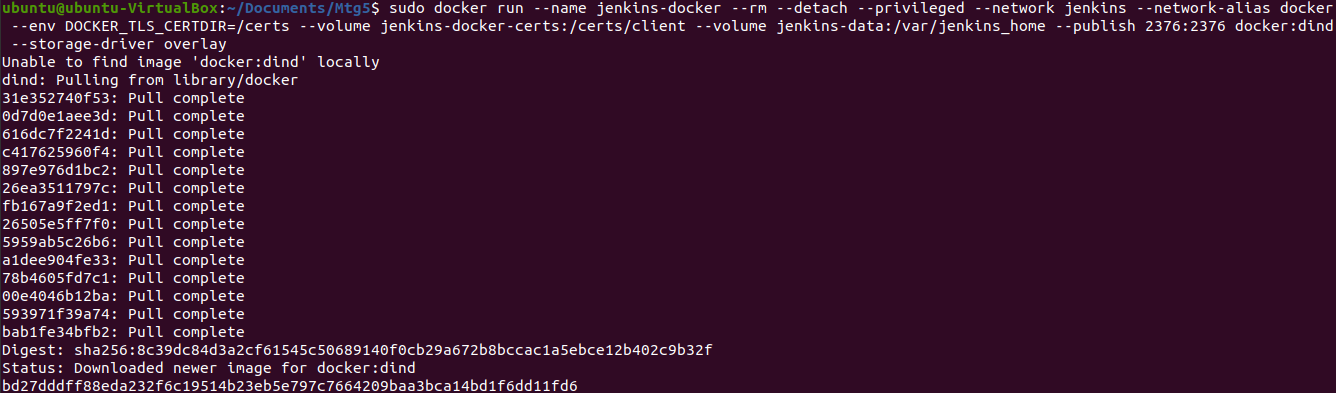 ubuntu@ubuntu-VirtualBox:~/Documents/Mtg5$ sudo docker run --name jenkins-docker --rm --detach --privileged --network jenkins --network-alias docker
--env DOCKER_TLS_CERTDIR=/certs --volume jenkins-docker-certs:/certs/client --volume jenkins-data:/var/jenkins_home --publish 2376:2376 docker:dind
--storage-driver overlay
Unable to find image 'docker:dind' locally
dind: Pulling from library/docker
31e352740f53: Pull complete
0d7d0e1aee3d: Pull complete
616dc7f2241d: Pull complete
c417625960f4: Pull complete
897e976d1bc2: Pull complete
26ea3511797c: Pull complete
fb167a9f2ed1: Pull complete
26505e5ff7f0: Pull complete
5959ab5c26b6: Pull complete
a1dee904fe33: Pull complete
78b4605fd7c1: Pull complete
00e4046b12ba: Pull complete
593971f39a74: Pull complete
bab1fe34bfb2: Pull complete
Digest: sha256:8c39dc84d3a2cf61545c50689140f0cb29a672b8bccac1a5ebce12b402c9b32f
Status: Downloaded newer image for docker:dind
bd27dddff88eda232f6c19514b23eb5e797c7664209baa3bca14bd1f6dd11fd6